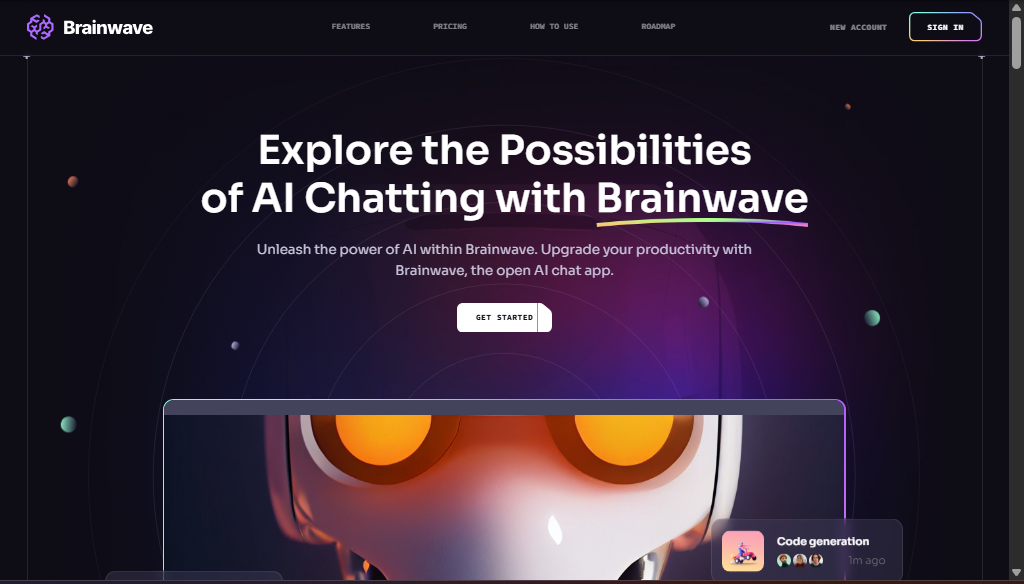 Brainwave
FEATURES
PRICING
HOW TO USE
ROADMAP
NEW ACCOUNT
SIGN IN
Explore the Possibilities
of AI Chatting with Brainwave
Unleash the power of AI within Brainwave. Upgrade your productivity with
Brainwave, the open AI chat app.
GET STARTED
Code generation
1m ago